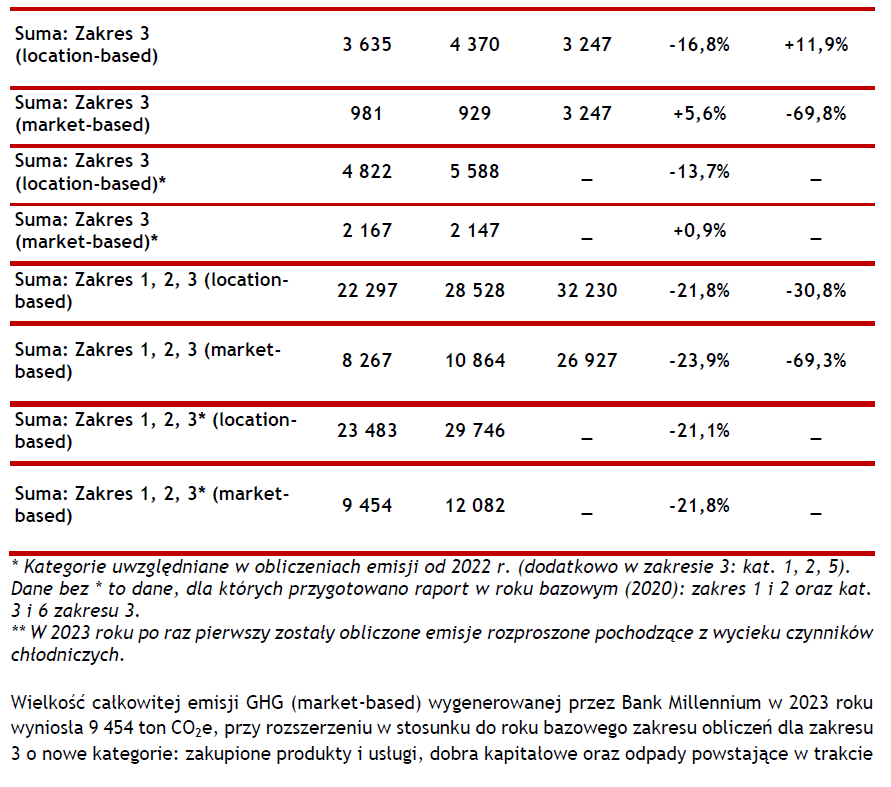 Suma: Zakres 3
(location-based) 3 635 4 370 3 247 -16,8% +11,9%
Suma: Zakres 3
(market-based) 981 929 3 247 +5,6% -69,8%
Suma: Zakres 3
(location-based)* 4 822 5 588 _ -13,7% _
Suma: Zakres 3
(market-based)* 2 167 2 147 _ +0,9% _
Suma: Zakres 1, 2, 3 (location-
based) 22 297 28 528 32 230 -21,8% -30,8%
Suma: Zakres 1, 2, 3 (market-
based) 8 267 10 864 26 927 -23,9% -69,3%
Suma: Zakres 1, 2, 3* (location-
based) 23 483 29 746 _ -21,1% _
Suma: Zakres 1, 2, 3* (market-
based) 9 454 12 082 _ -21,8% _
* Kategorie uwzględniane w obliczeniach emisji od 2022 r. (dodatkowo w zakresie 3: kat. 1, 2, 5).
Dane bez * to dane, dla których przygotowano raport w roku bazowym (2020): zakres 1 i 2 oraz kat.
3 i 6 zakresu 3.
** W 2023 roku po raz pierwszy zostały obliczone emisje rozproszone pochodzące z wycieku czynników
chłodniczych.
Wielkość całkowitej emisji GHG (market-based) wygenerowanej przez Bank Millennium w 2023 roku
wyniosła 9 454 ton CO₂e, przy rozszerzeniu w stosunku do roku bazowego zakresu obliczeń dla zakresu
3 o nowe kategorie: zakupione produkty i usługi, dobra kapitałowe oraz odpady powstające w trakcie